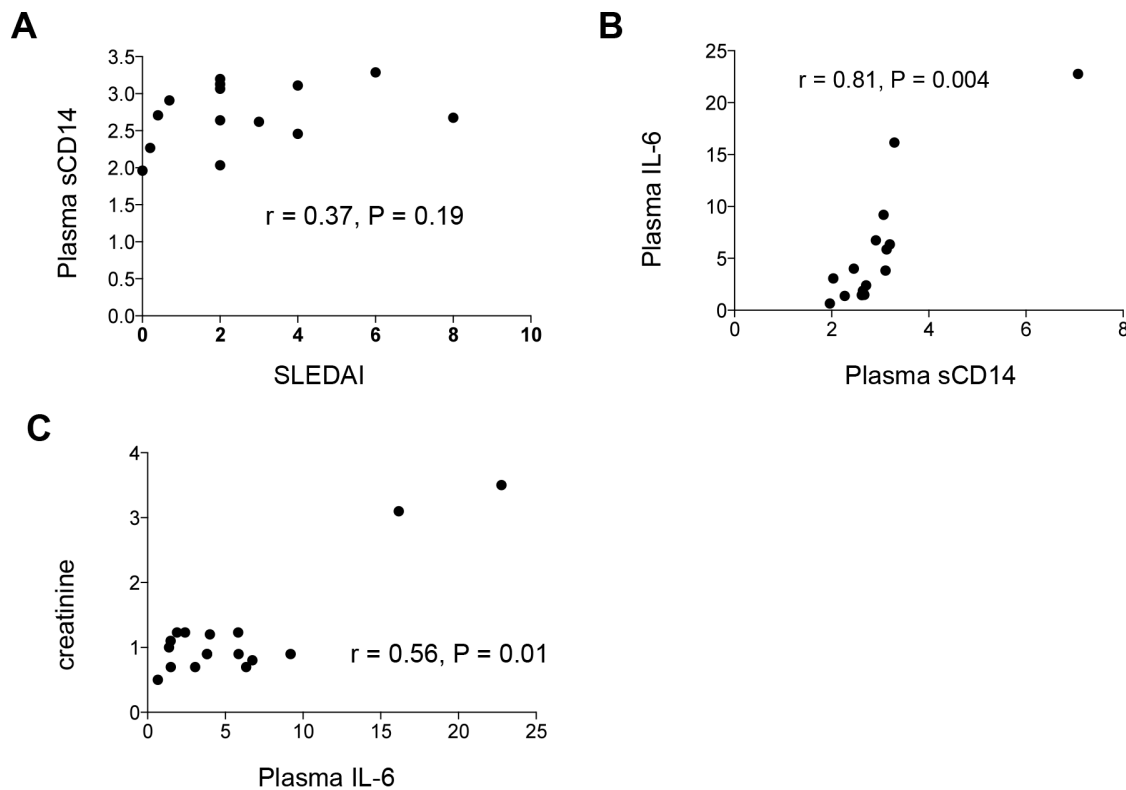 A
Plasma sCD14
3.5
3.0
2.5
2.0
1.5
1.0
0.5
0.0
r = 0.37, P = 0.19
0 2 4 6 8 10
SLEDAI
B
Plasma IL-6
25
20
15
10
5
0
r = 0.81, P = 0.004
0 2 4 6 8
Plasma sCD14
C
creatinine
4
3
2
1
0
r = 0.56, P = 0.01
0 5 10 15 20 25
Plasma IL-6